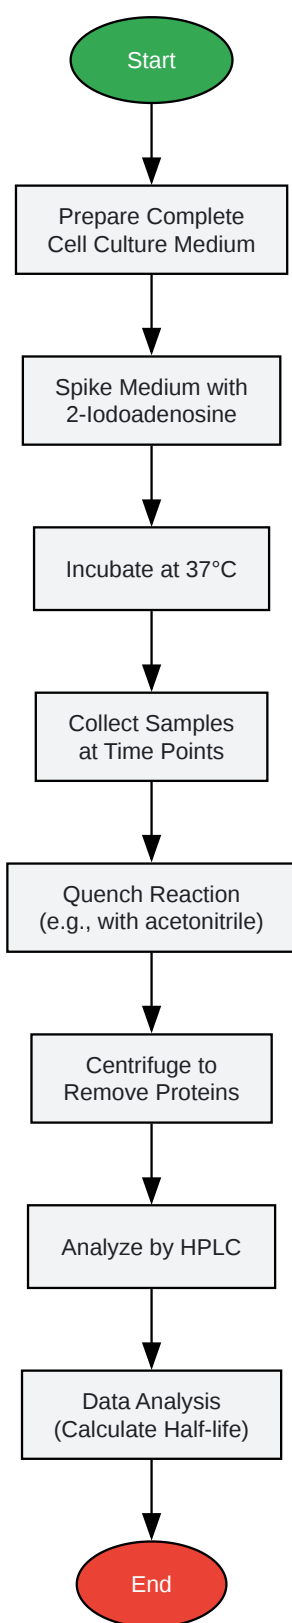 Start
Prepare Complete
Cell Culture Medium
Spike Medium with
2-Iodoadenosine
Incubate at 37°C
Collect Samples
at Time Points
Quench Reaction
(e.g., with acetonitrile)
Centrifuge to
Remove Proteins
Analyze by HPLC
Data Analysis
(Calculate Half-life)
End